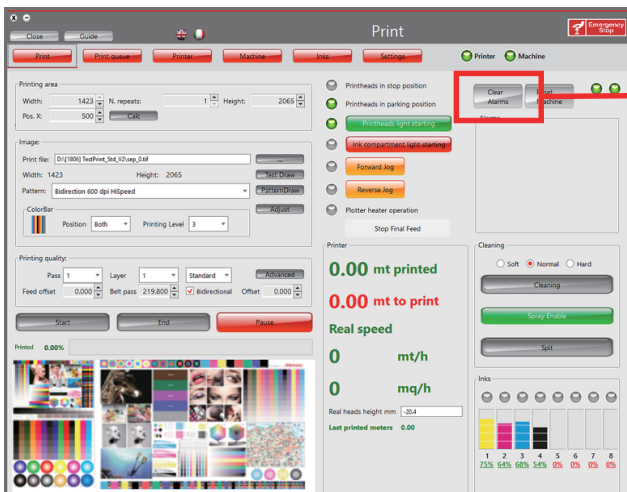 Print
Emergency Stop
Close
Guide
Print
Print queue
Printer
Machine
Inks
Settings
Printer
Machine
Printing area
Width: 1423 N. repeats: 1 Height: 2065
Pos. X: 500 Calc
Image:
Print file: D:\[1806] TestPrint_Std_V2\sep_0.tif ...
Width: 1423 Height: 2065 Test Draw
Pattern: Bidirection 600 dpi HiSpeed PatternDraw
ColorBar
Adjust
Position Both Printing Level 3
Printing quality:
Pass 1 Layer 1 Standard Advanced
Feed offset 0.000 Belt pass 219.800 Bidirectional Offset 0.000
Start
End
Pause
Printed 0.00%
Printheads in stop position
Printheads in parking position
Printheads light starting
Ink compartment light starting
Forward Jog
Reverse Jog
Plotter heater operation
Stop Final Feed
Printer
0.00 mt printed
0.00 mt to print
Real speed
0 mt/h
0 mq/h
Real heads height mm -20.4
Last printed meters 0.00
Clear Alarms
Reset Machine
Alarms
Cleaning
Soft Normal Hard
Cleaning
Spray Enable
Spit
Inks
1 2 3 4 5 6 7 8
75% 64% 68% 54% 0% 0% 0% 0%